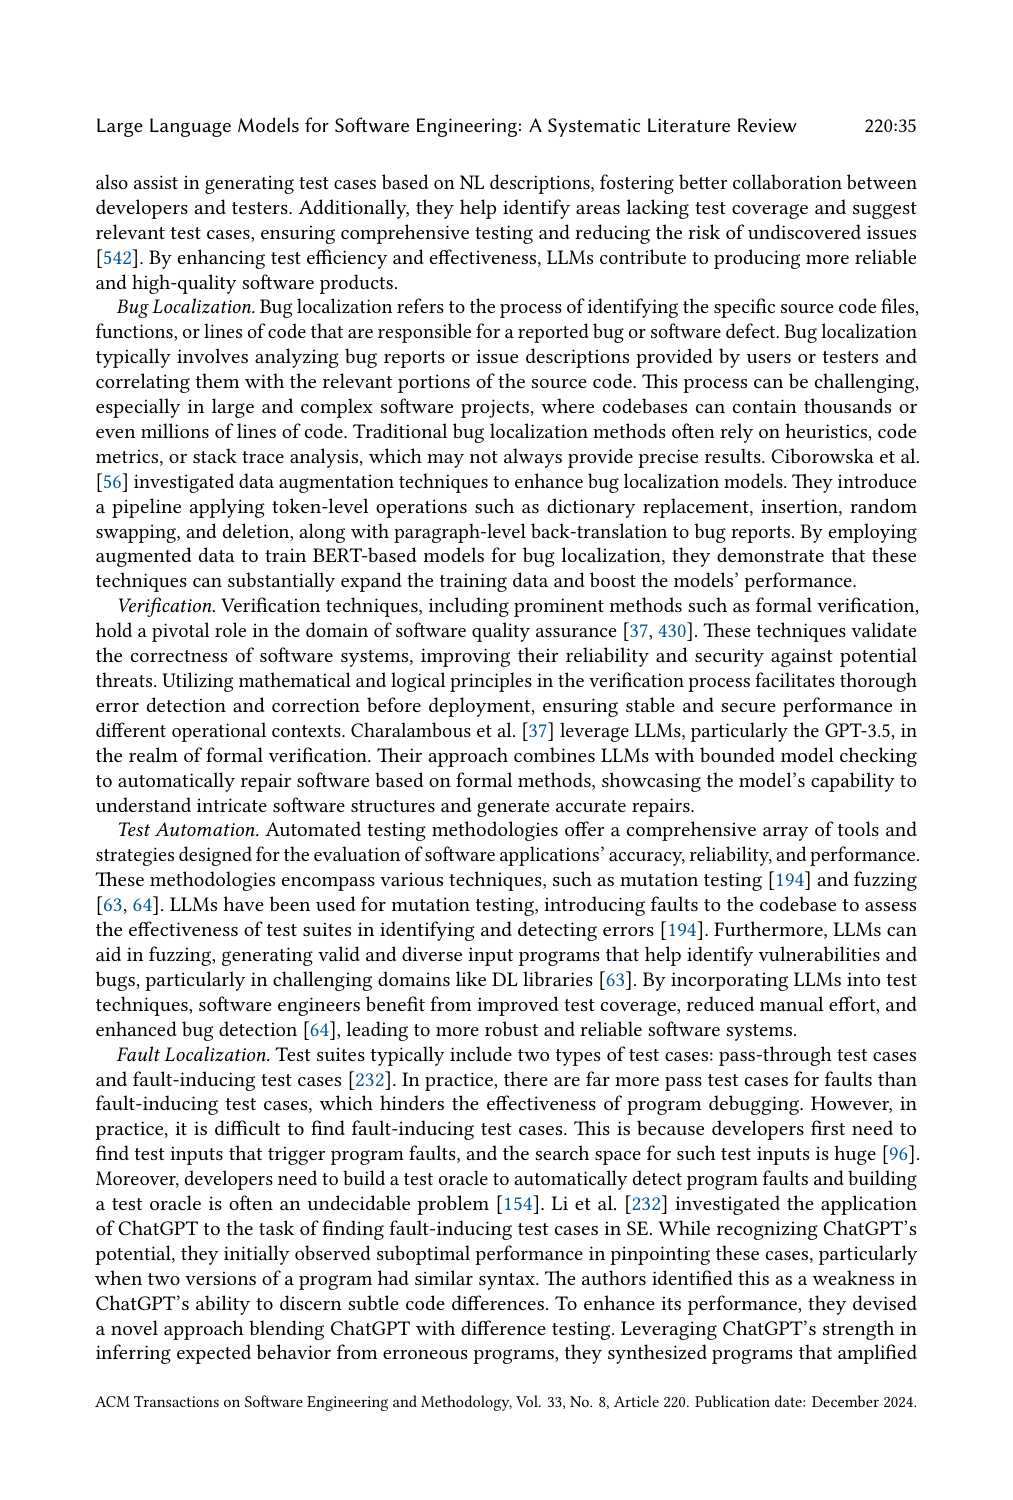 Large Language Models for Software Engineering: A Systematic Literature Review 220:35
also assist in generating test cases based on NL descriptions, fostering better collaboration between
developers and testers. Additionally, they help identify areas lacking test coverage and suggest
relevant test cases, ensuring comprehensive testing and reducing the risk of undiscovered issues
[542]. By enhancing test efficiency and effectiveness, LLMs contribute to producing more reliable
and high-quality software products.
Bug Localization. Bug localization refers to the process of identifying the specific source code files,
functions, or lines of code that are responsible for a reported bug or software defect. Bug localization
typically involves analyzing bug reports or issue descriptions provided by users or testers and
correlating them with the relevant portions of the source code. This process can be challenging,
especially in large and complex software projects, where codebases can contain thousands or
even millions of lines of code. Traditional bug localization methods often rely on heuristics, code
metrics, or stack trace analysis, which may not always provide precise results. Ciborowska et al.
[56] investigated data augmentation techniques to enhance bug localization models. They introduce
a pipeline applying token-level operations such as dictionary replacement, insertion, random
swapping, and deletion, along with paragraph-level back-translation to bug reports. By employing
augmented data to train BERT-based models for bug localization, they demonstrate that these
techniques can substantially expand the training data and boost the models' performance.
Verification. Verification techniques, including prominent methods such as formal verification,
hold a pivotal role in the domain of software quality assurance [37, 430]. These techniques validate
the correctness of software systems, improving their reliability and security against potential
threats. Utilizing mathematical and logical principles in the verification process facilitates thorough
error detection and correction before deployment, ensuring stable and secure performance in
different operational contexts. Charalambous et al. [37] leverage LLMs, particularly the GPT-3.5, in
the realm of formal verification. Their approach combines LLMs with bounded model checking
to automatically repair software based on formal methods, showcasing the model's capability to
understand intricate software structures and generate accurate repairs.
Test Automation. Automated testing methodologies offer a comprehensive array of tools and
strategies designed for the evaluation of software applications' accuracy, reliability, and performance.
These methodologies encompass various techniques, such as mutation testing [194] and fuzzing
[63, 64]. LLMs have been used for mutation testing, introducing faults to the codebase to assess
the effectiveness of test suites in identifying and detecting errors [194]. Furthermore, LLMs can
aid in fuzzing, generating valid and diverse input programs that help identify vulnerabilities and
bugs, particularly in challenging domains like DL libraries [63]. By incorporating LLMs into test
techniques, software engineers benefit from improved test coverage, reduced manual effort, and
enhanced bug detection [64], leading to more robust and reliable software systems.
Fault Localization. Test suites typically include two types of test cases: pass-through test cases
and fault-inducing test cases [232]. In practice, there are far more pass test cases for faults than
fault-inducing test cases, which hinders the effectiveness of program debugging. However, in
practice, it is difficult to find fault-inducing test cases. This is because developers first need to
find test inputs that trigger program faults, and the search space for such test inputs is huge [96].
Moreover, developers need to build a test oracle to automatically detect program faults and building
a test oracle is often an undecidable problem [154]. Li et al. [232] investigated the application
of ChatGPT to the task of finding fault-inducing test cases in SE. While recognizing ChatGPT's
potential, they initially observed suboptimal performance in pinpointing these cases, particularly
when two versions of a program had similar syntax. The authors identified this as a weakness in
ChatGPT's ability to discern subtle code differences. To enhance its performance, they devised
a novel approach blending ChatGPT with difference testing. Leveraging ChatGPT's strength in
inferring expected behavior from erroneous programs, they synthesized programs that amplified
ACM Transactions on Software Engineering and Methodology, Vol. 33, No. 8, Article 220. Publication date: December 2024.